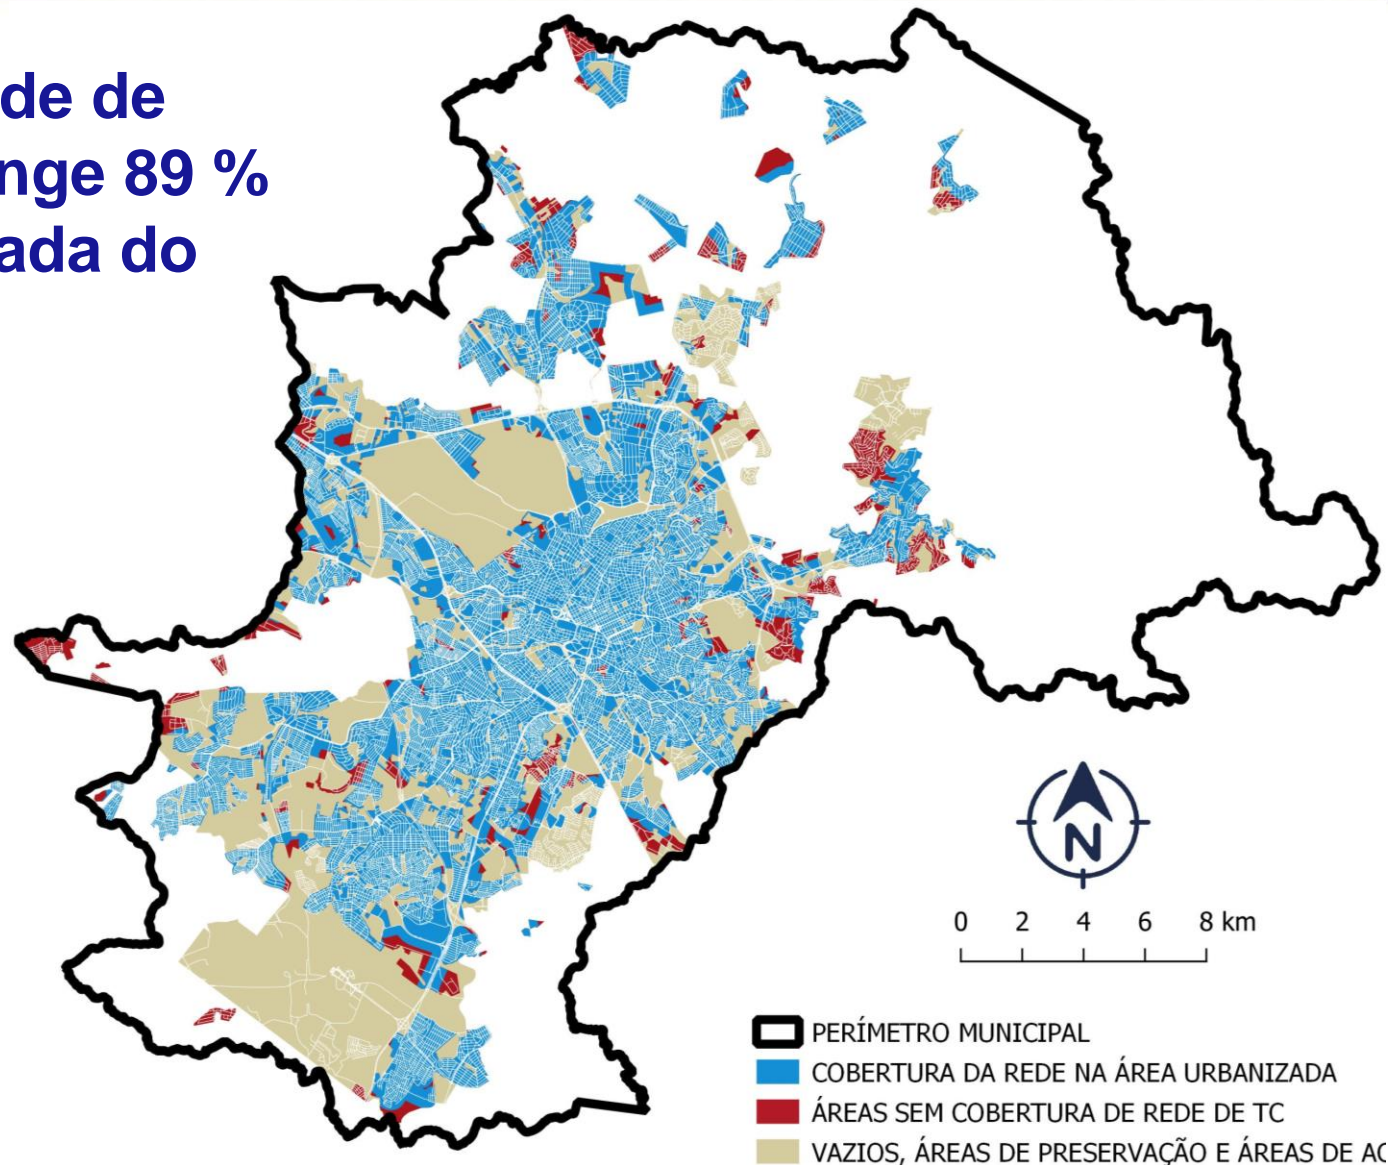 de de
nge 89 %
ada do
N
0 2 4 6 8 km
PERÍMETRO MUNICIPAL
COBERTURA DA REDE NA ÁREA URBANIZADA
ÁREAS SEM COBERTURA DE REDE DE TC
VAZIOS, ÁREAS DE PRESERVAÇÃO E ÁREAS DE